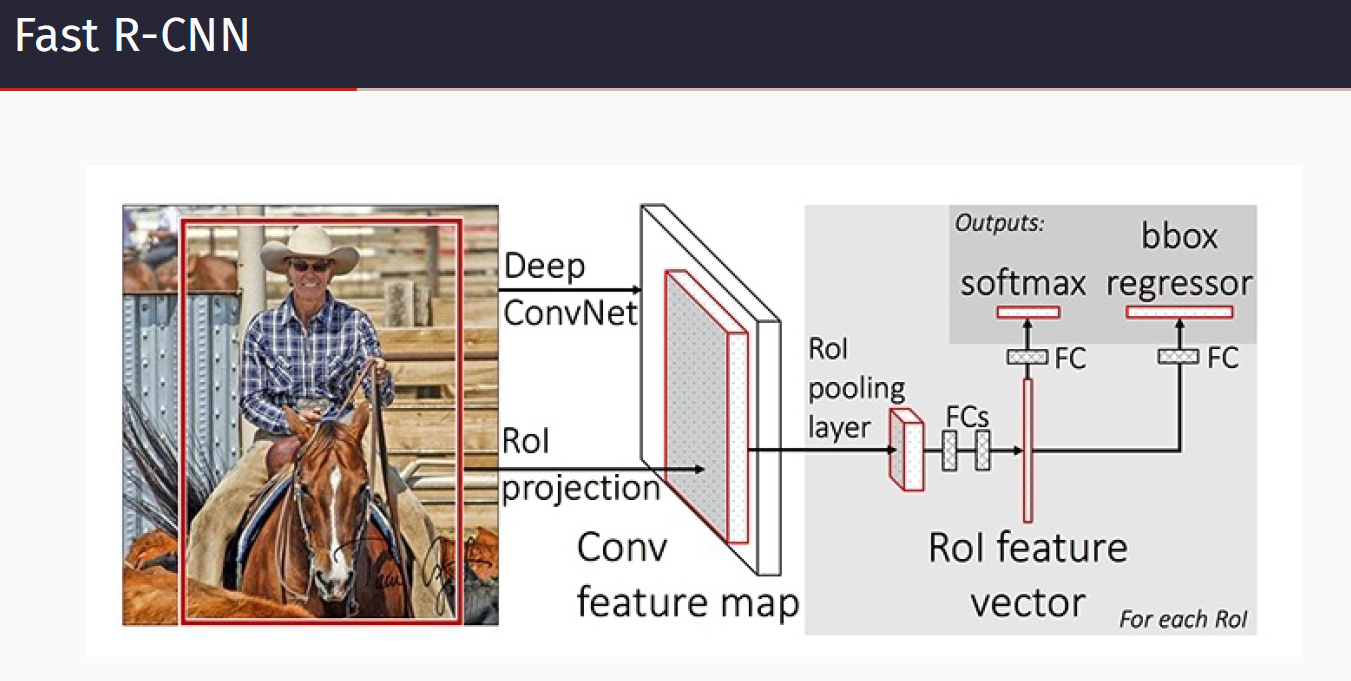 Fast R-CNN
Deep
ConvNet
RoI
projection
Conv
feature map
RoI
pooling
layer
FCs
Outputs:
softmax
bbox
regressor
FC
FC
RoI feature
vector
For each RoI